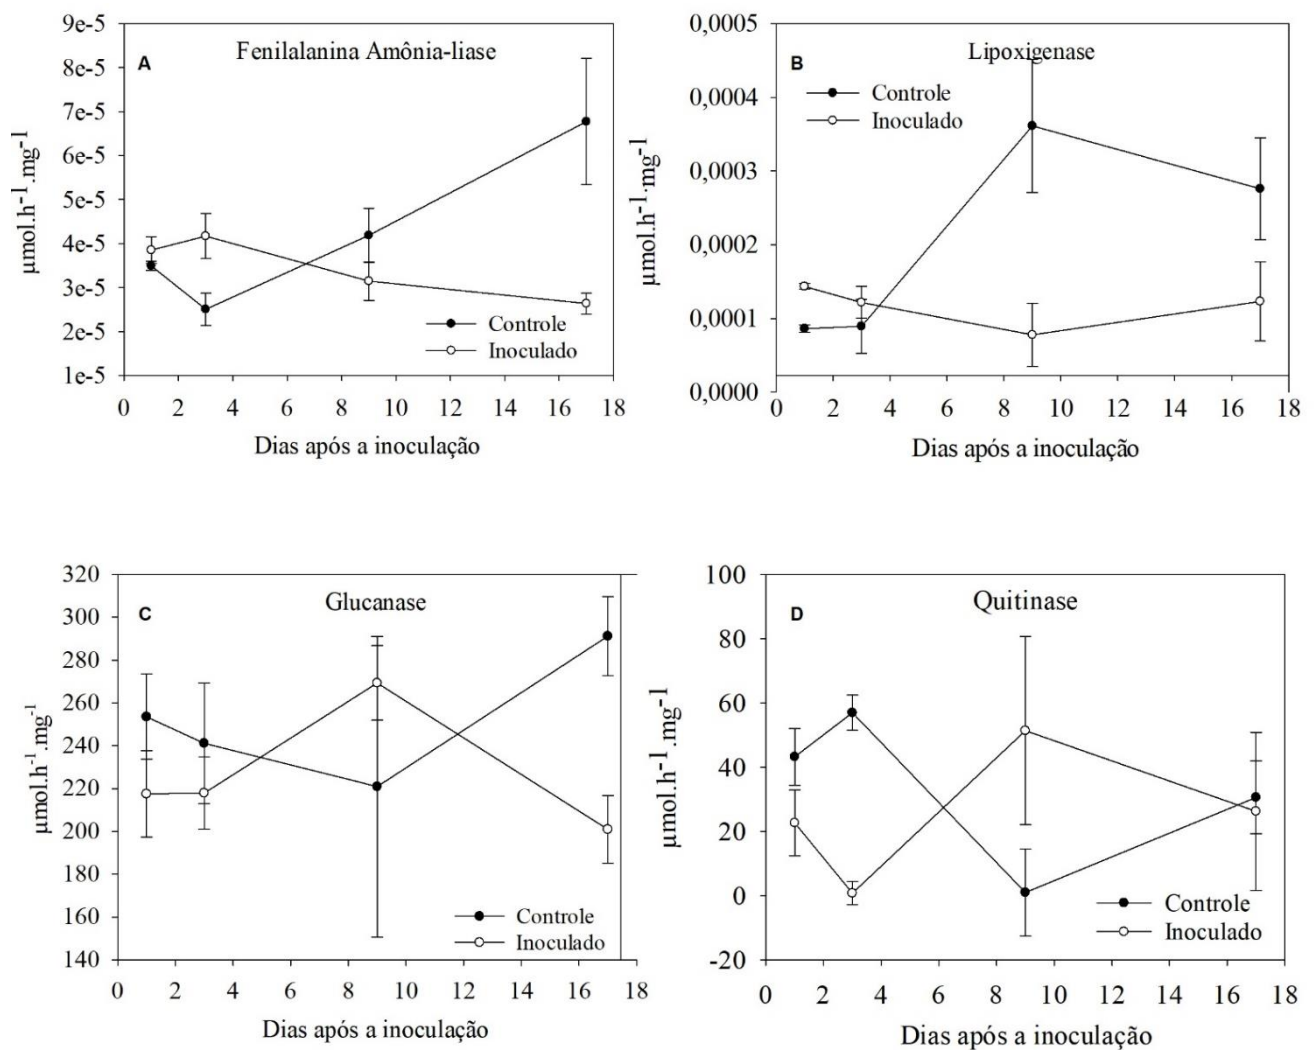 Fenilalanina Amônia-liase
A
9e-5
8e-5
7e-5
6e-5
5e-5
4e-5
3e-5
2e-5
1e-5
µmol.h⁻¹.mg⁻¹
Controle
Inoculado
0 2 4 6 8 10 12 14 16 18
Dias após a inoculação
Lipoxigenase
B
Controle
Inoculado
0,0005
0,0004
0,0003
0,0002
0,0001
0,0000
µmol.h⁻¹.mg⁻¹
0 2 4 6 8 10 12 14 16 18
Dias após a inoculação
Glucanase
C
320
300
280
260
240
220
200
180
160
140
µmol.h⁻¹.mg⁻¹
Controle
Inoculado
0 2 4 6 8 10 12 14 16 18
Dias após a inoculação
Quitinase
D
100
80
60
40
20
0
-20
µmol.h⁻¹.mg⁻¹
Controle
Inoculado
0 2 4 6 8 10 12 14 16 18
Dias após a inoculação